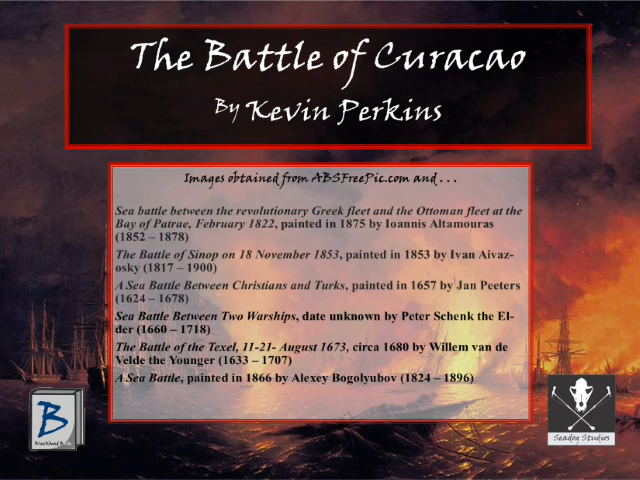 The Battle of Curacao
By Kevin Perkins
Images obtained from ABSFreePic.com and . . .
Sea battle between the revolutionary Greek fleet and the Ottoman fleet at the
Bay of Patrae, February 1822, painted in 1875 by Ioannis Altamouras
(1852 – 1878)
The Battle of Sinop on 18 November 1853, painted in 1853 by Ivan Aivaz-
osky (1817 – 1900)
A Sea Battle Between Christians and Turks, painted in 1657 by Jan Peeters
(1624 – 1678)
Sea Battle Between Two Warships, date unknown by Peter Schenk the El-
der (1660 – 1718)
The Battle of the Texel, 11-21- August 1673, circa 1680 by Willem van de
Velde the Younger (1633 – 1707)
A Sea Battle, painted in 1866 by Alexey Bogolyubov (1824 – 1896)
B
Seadog Studios